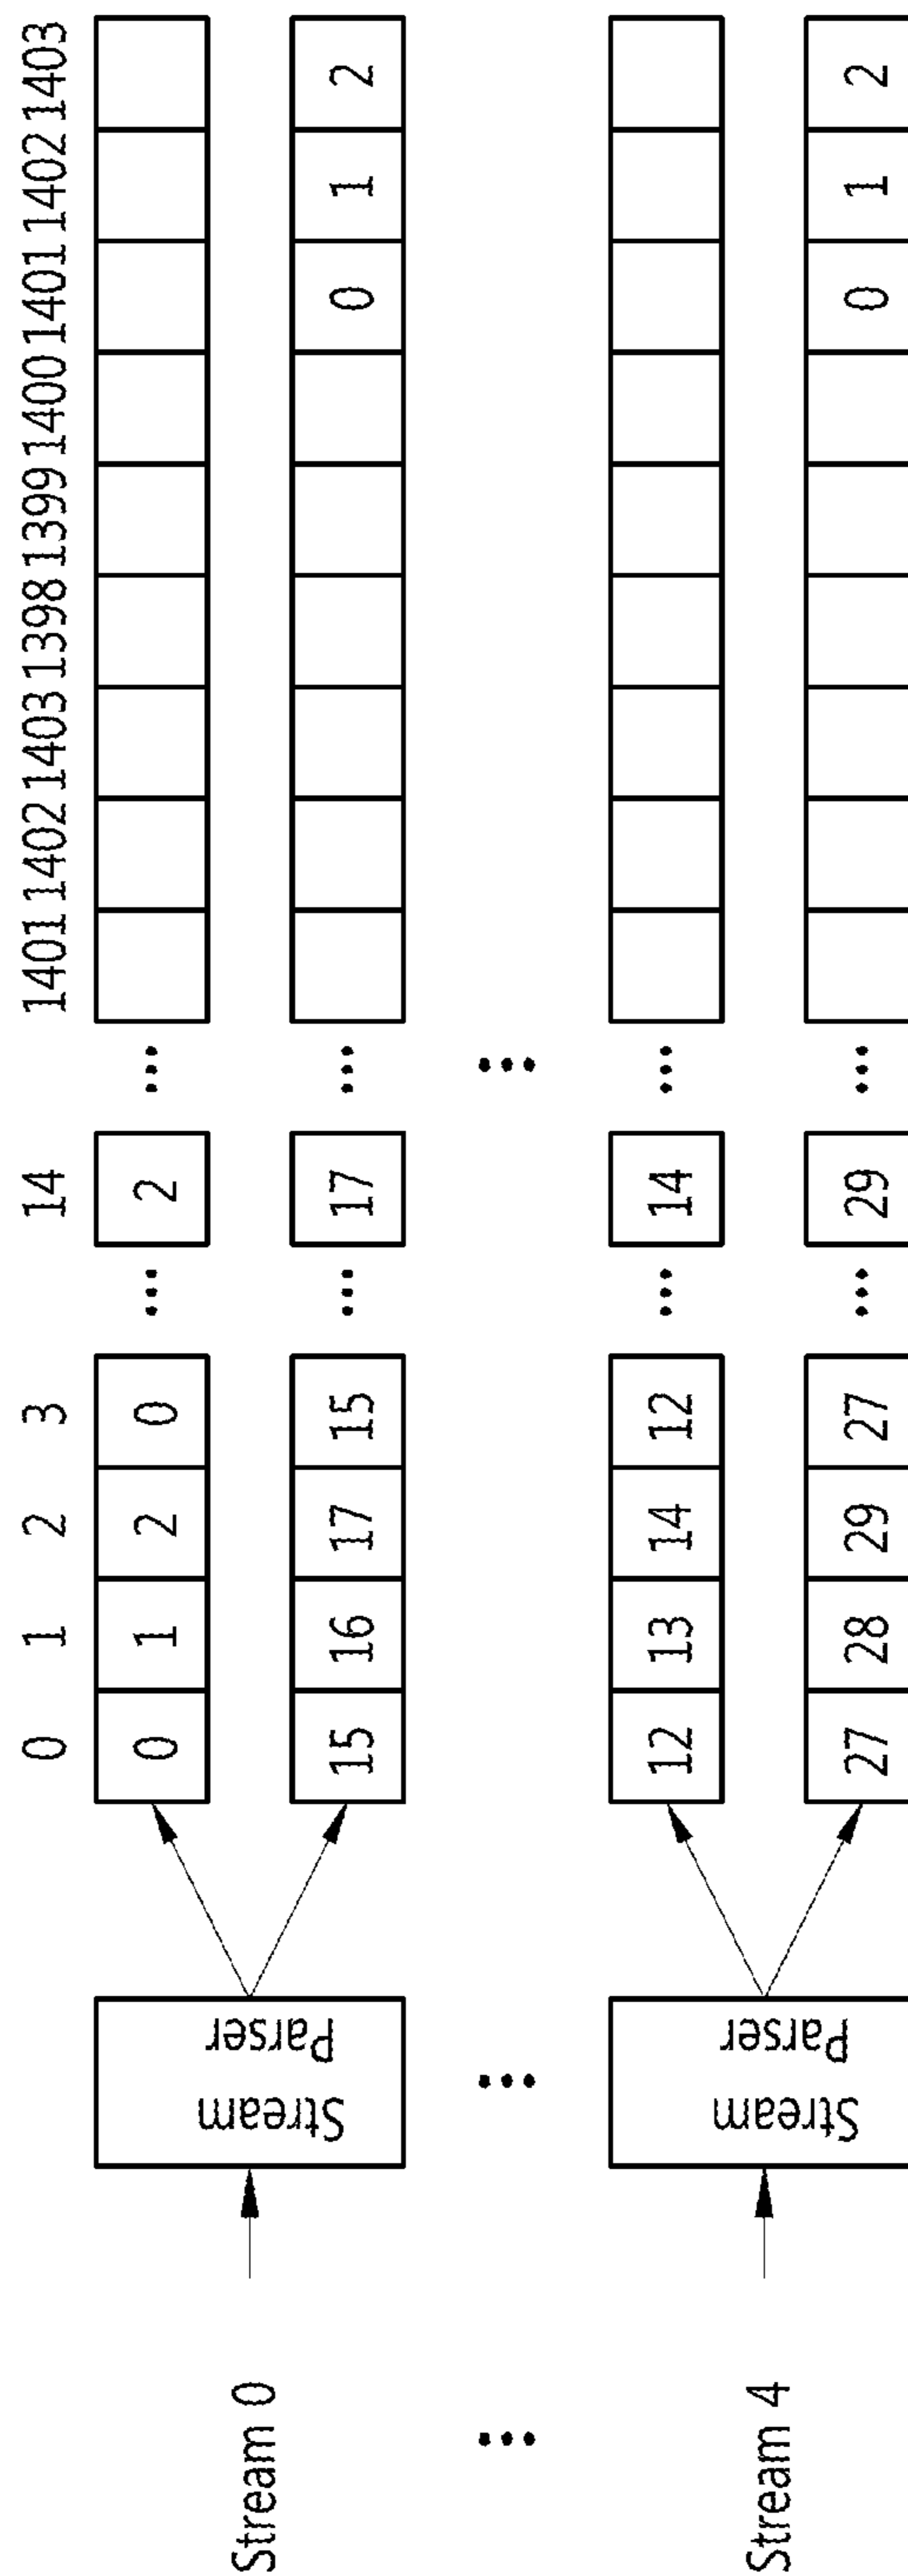 0 1 2 3 ... 14 ... 1401 1402 1403 1398 1399 1400 1401 1402 1403
0 1 2 0 ... 2 ...
Stream 0
Stream
Parser
15 16 17 15 ... 17 ... 0 1 2
... ... ...
12 13 14 12 ... 14 ...
Stream 4
Stream
Parser
27 28 29 27 ... 29 ... 0 1 2